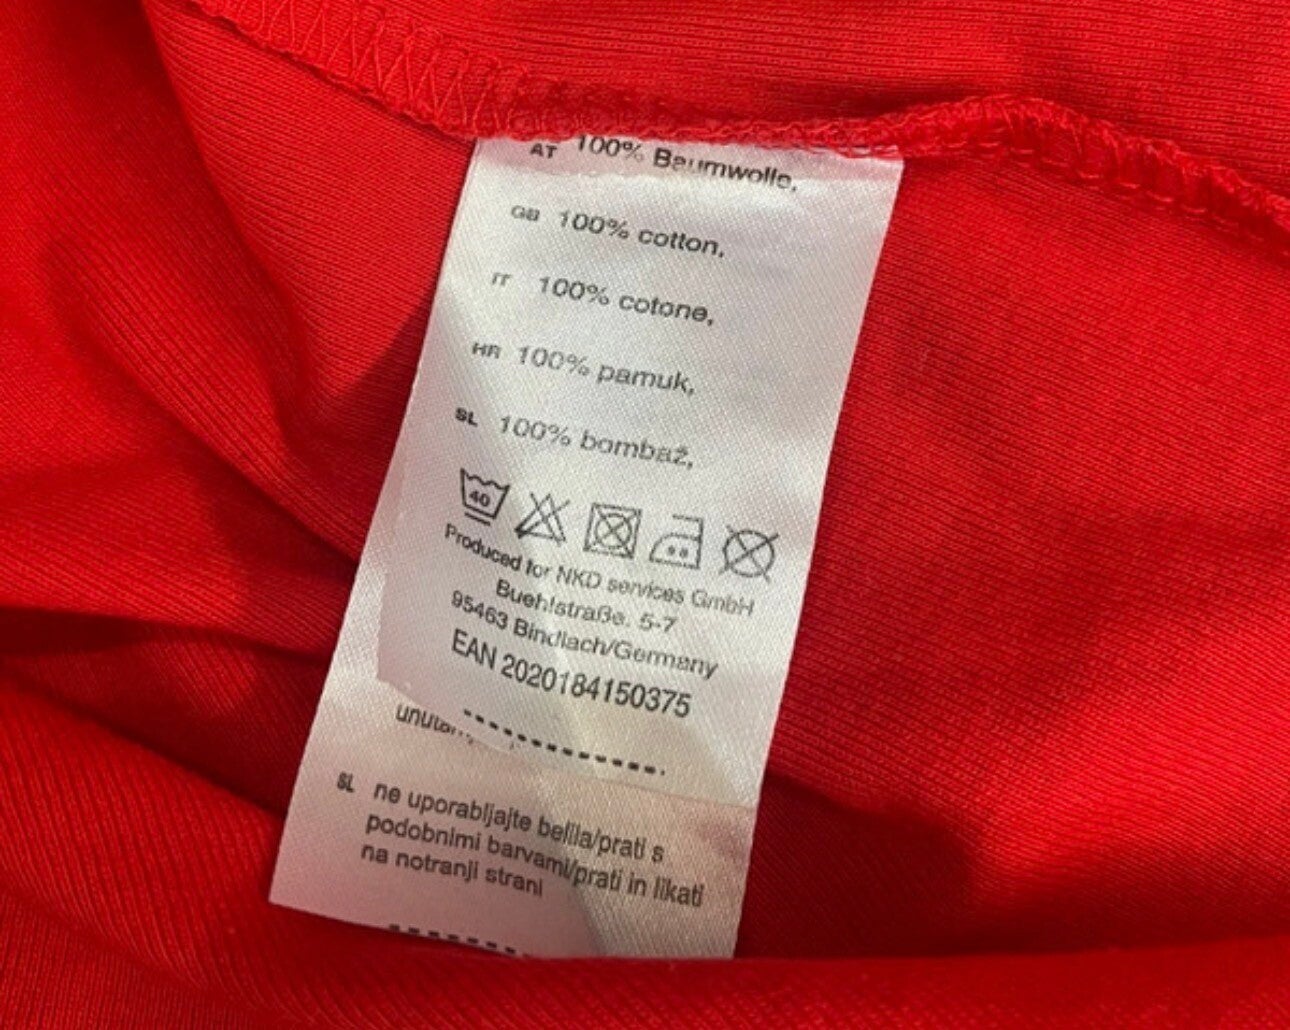 AT 100% Baumwolle,
GB 100% cotton,
IT 100% cotone,
HR 100% pamuk,
SL 100% bombaž,
40
Produced for NKD services GmbH
Buehlstraße. 5-7
95463 Bindlach/Germany
EAN 2020184150375
SL ne uporabljajte belila/prati s
podobnimi barvami/prati in likati
na notranji strani